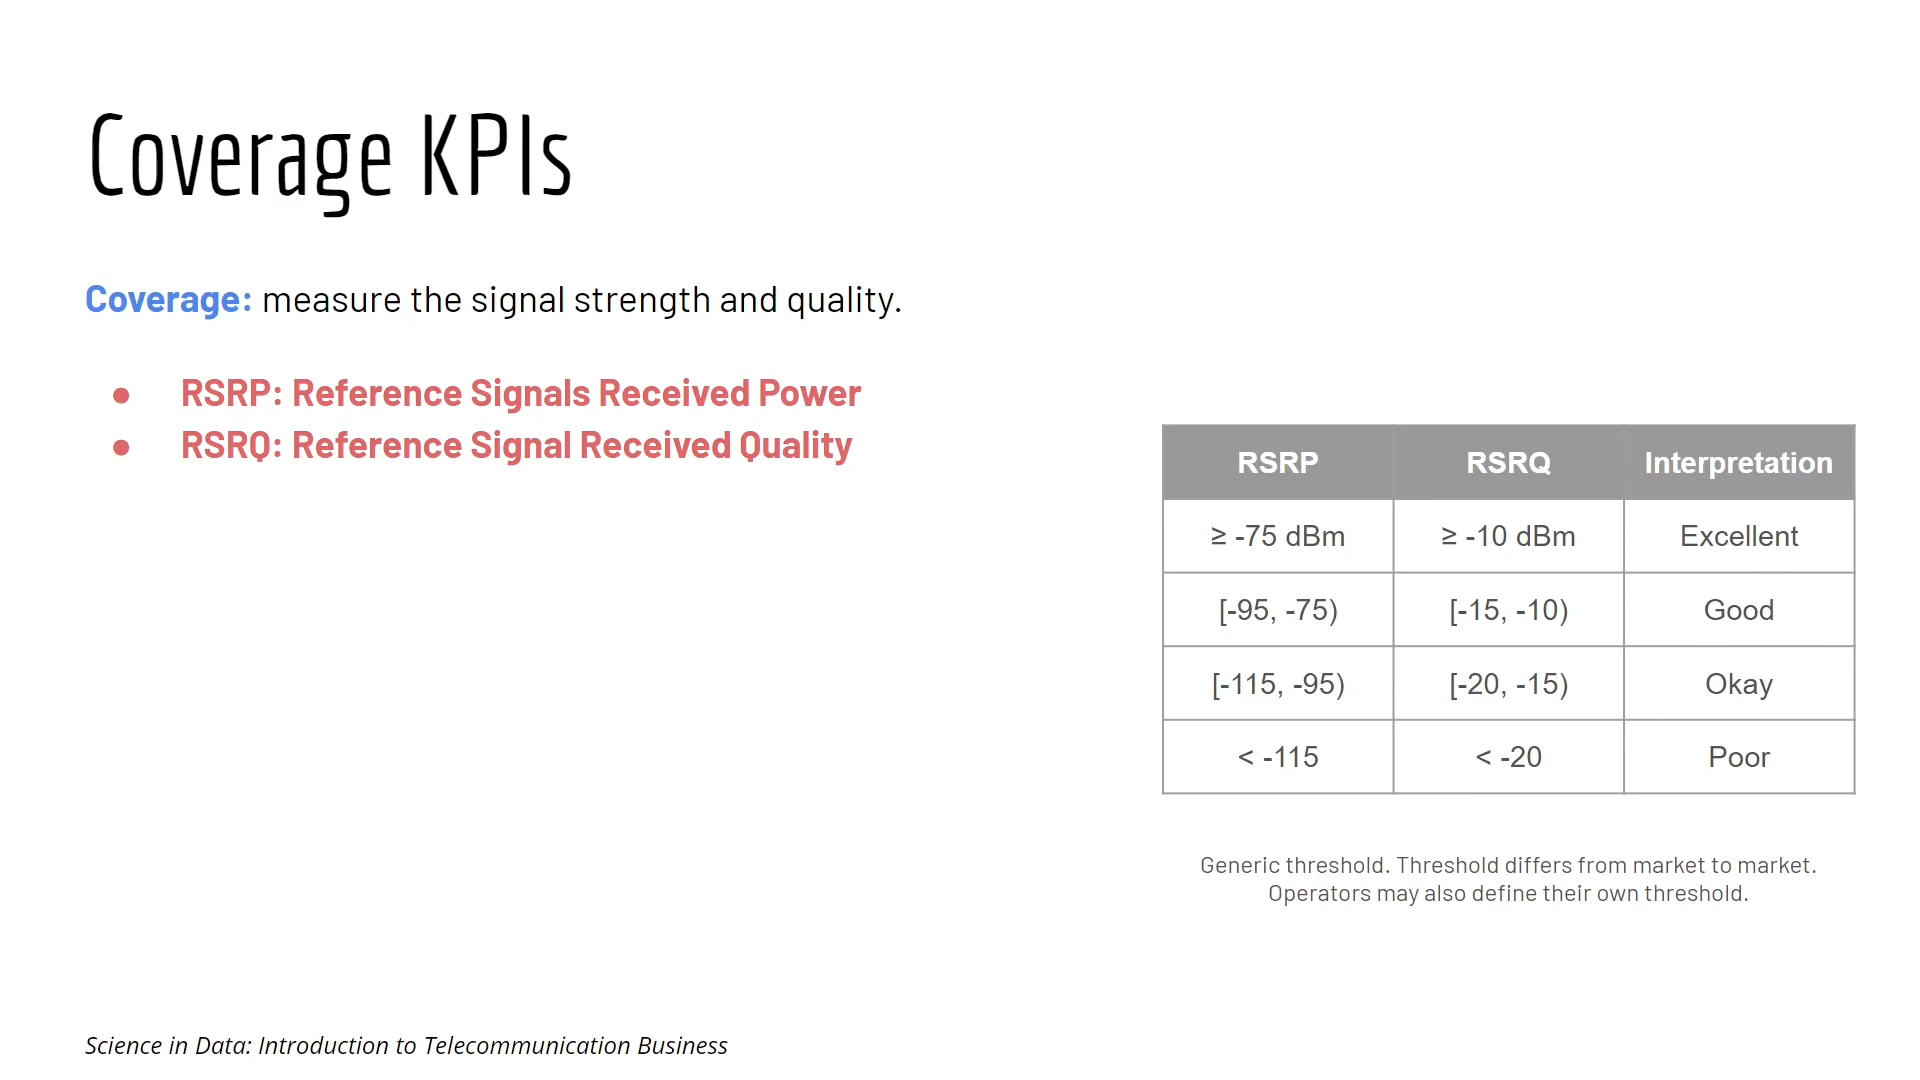 Coverage KPIs
Coverage: measure the signal strength and quality.
● RSRP: Reference Signals Received Power
● RSRQ: Reference Signal Received Quality
RSRP RSRQ Interpretation
≥ -75 dBm ≥ -10 dBm Excellent
[-95, -75) [-15, -10) Good
[-115, -95) [-20, -15) Okay
< -115 < -20 Poor
Generic threshold. Threshold differs from market to market.
Operators may also define their own threshold.
Science in Data: Introduction to Telecommunication Business